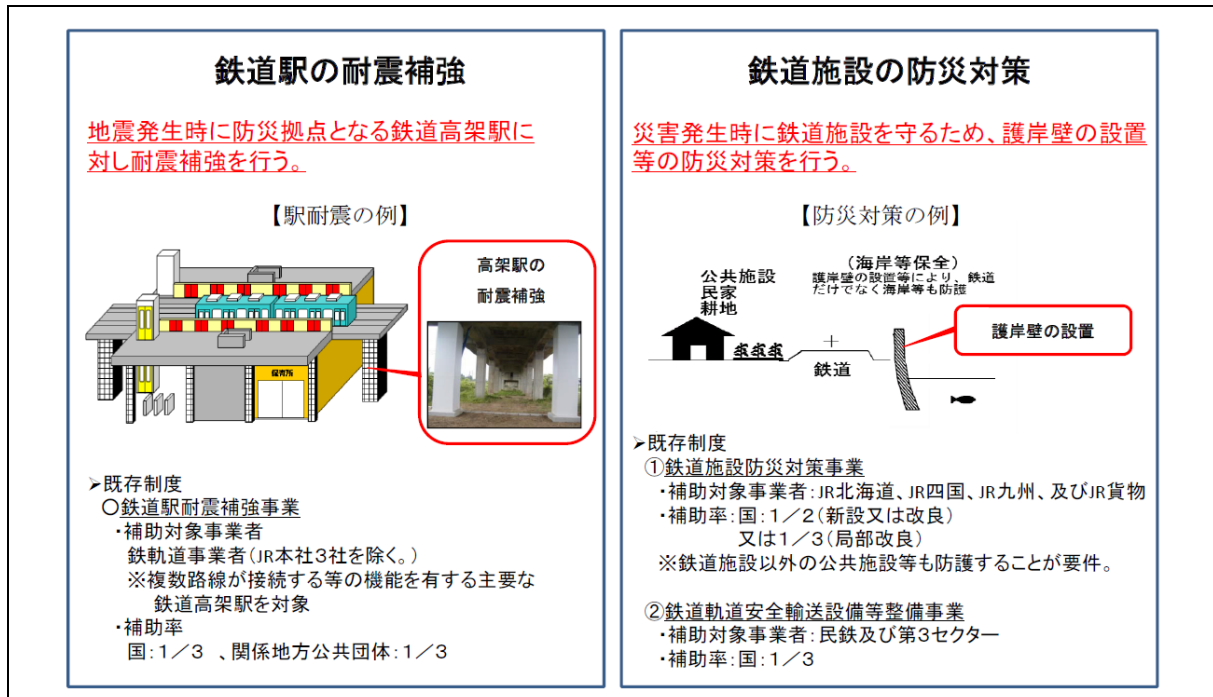 鉄道駅の耐震補強
地震発生時に防災拠点となる鉄道高架駅に
対し耐震補強を行う。
【駅耐震の例】
高架駅の
耐震補強
保育所
➢既存制度
○鉄道駅耐震補強事業
・補助対象事業者
鉄軌道事業者(JR本社3社を除く。)
※複数路線が接続する等の機能を有する主要な
鉄道高架駅を対象
・補助率
国:1/3 、関係地方公共団体:1/3
鉄道施設の防災対策
災害発生時に鉄道施設を守るため、護岸壁の設置
等の防災対策を行う。
【防災対策の例】
公共施設
民家
耕地
(海岸等保全)
護岸壁の設置等により、鉄道
だけでなく海岸等も防護
護岸壁の設置
鉄道
➢既存制度
①鉄道施設防災対策事業
・補助対象事業者:JR北海道、JR四国、JR九州、及びJR貨物
・補助率:国:1/2(新設又は改良)
又は1/3(局部改良)
※鉄道施設以外の公共施設等も防護することが要件。
②鉄道軌道安全輸送設備等整備事業
・補助対象事業者:民鉄及び第3セクター
・補助率:国:1/3